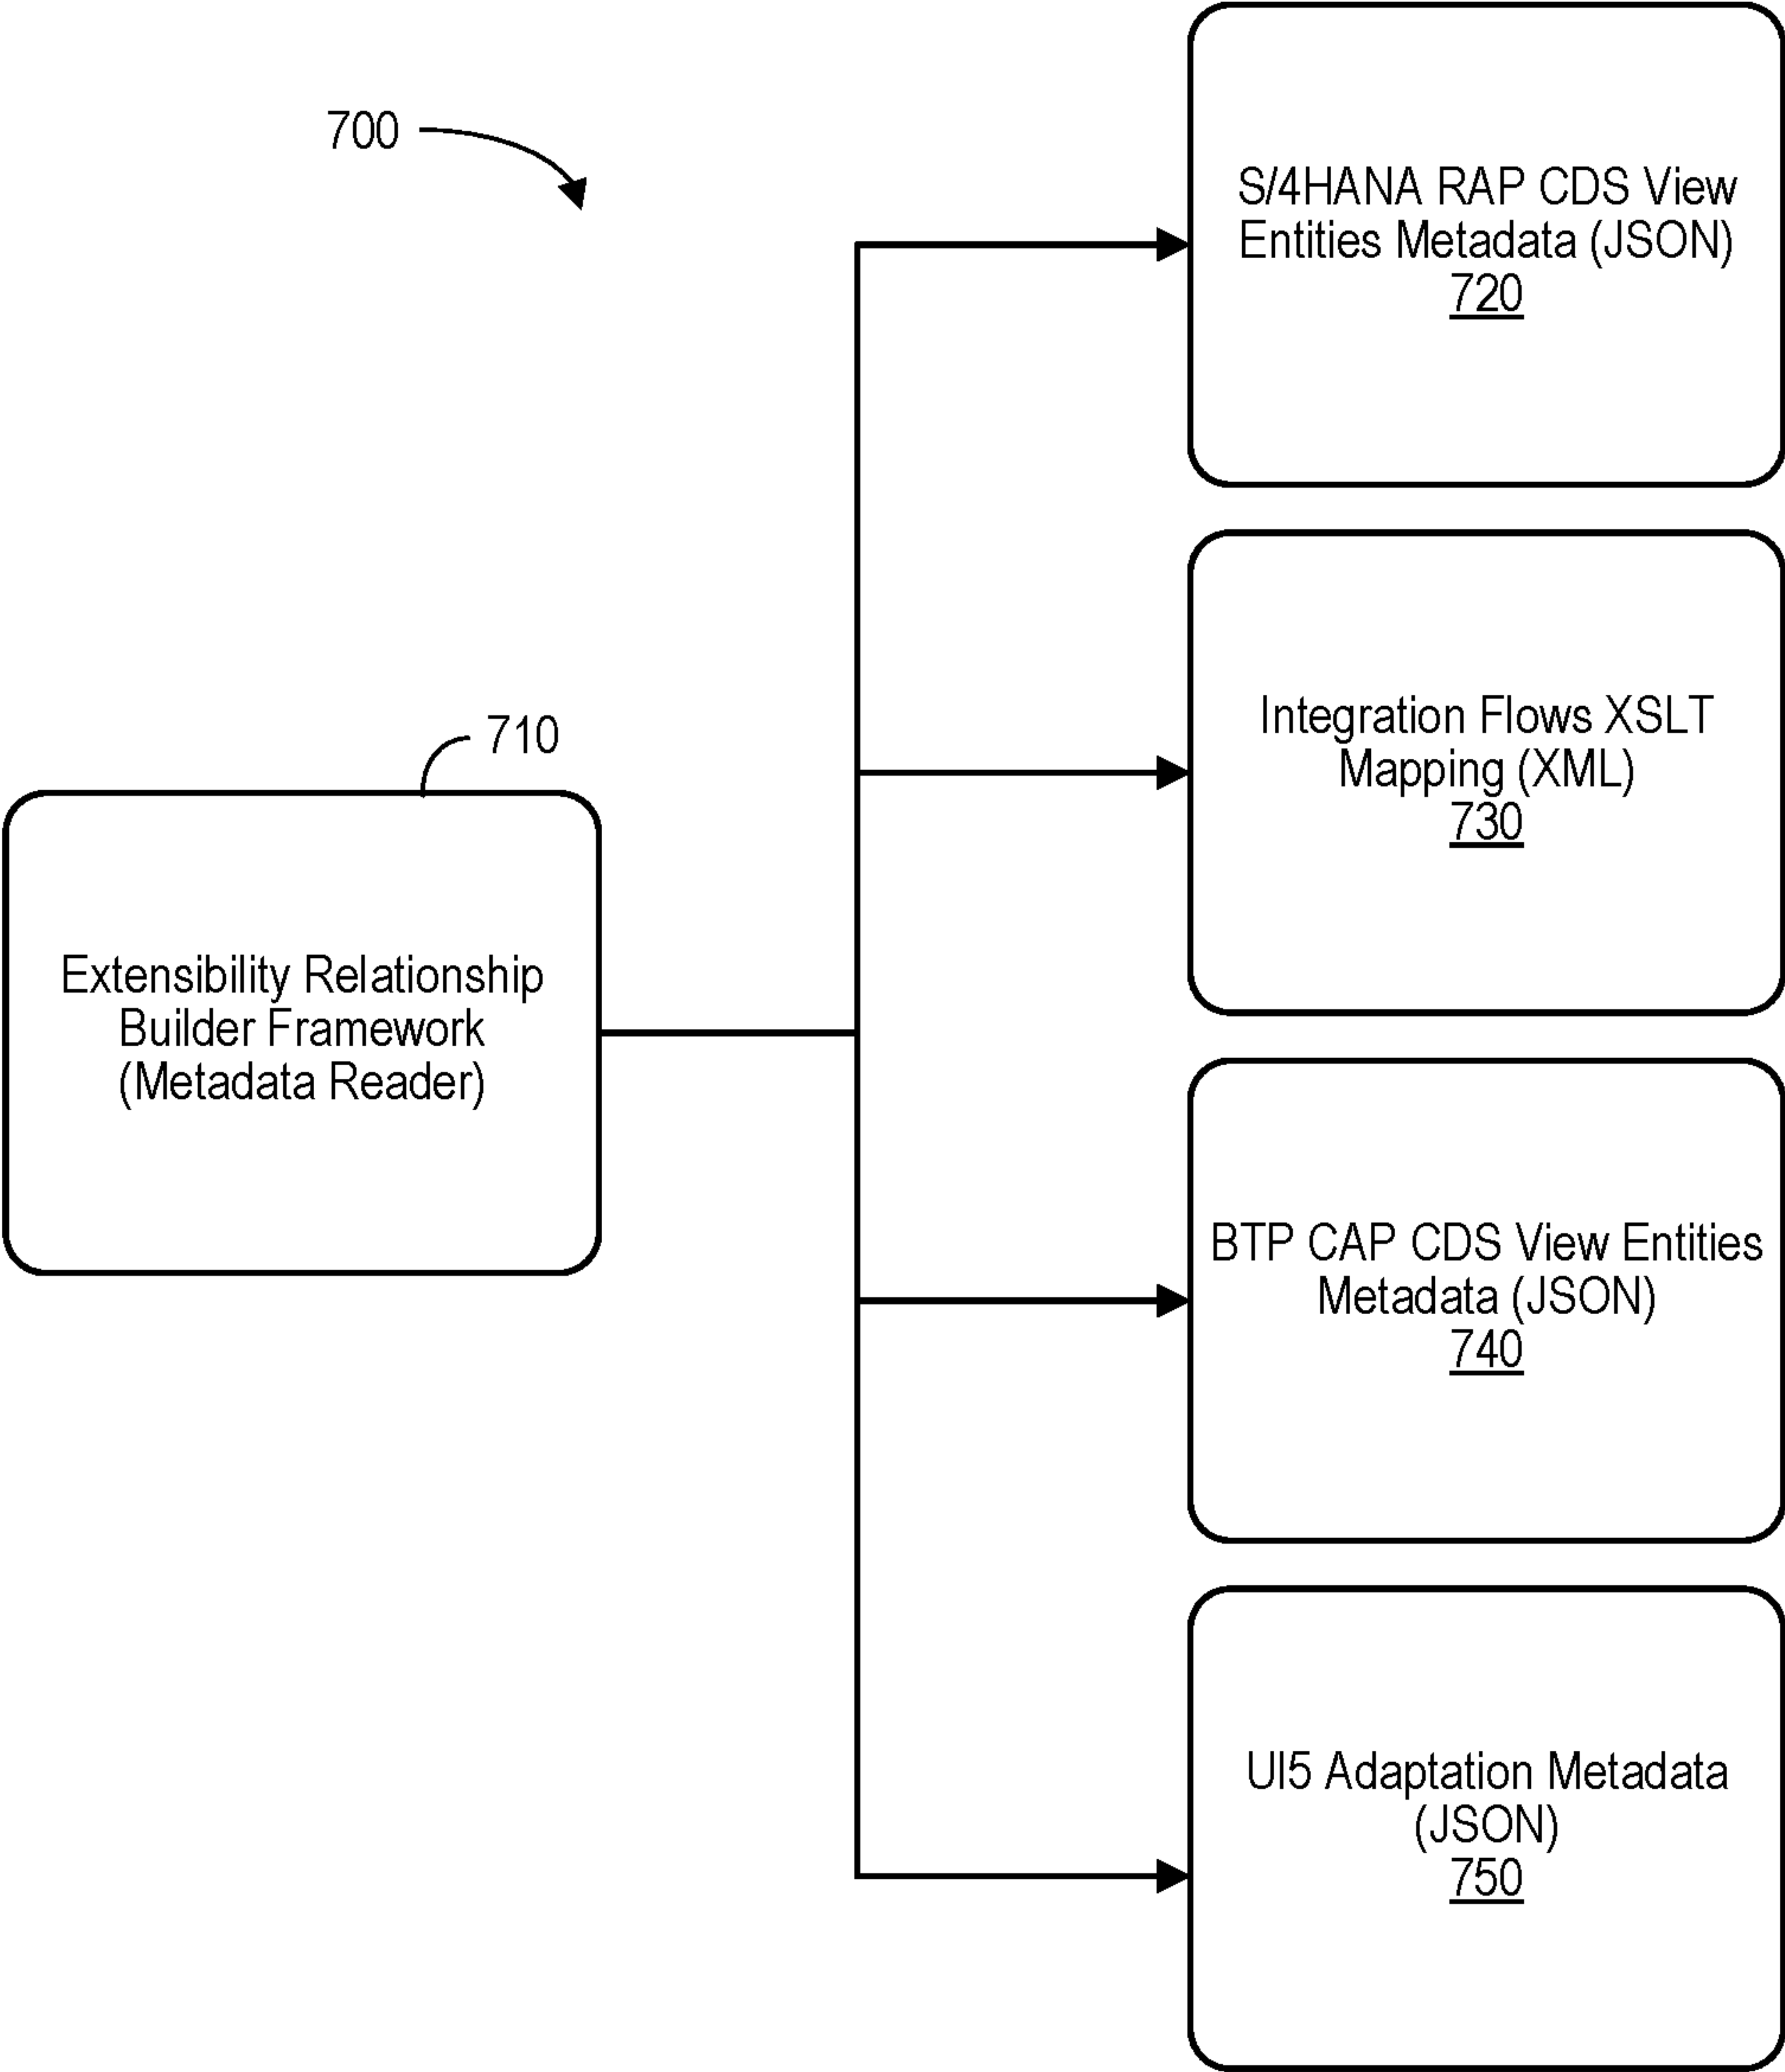 700
S/4HANA RAP CDS View
Entities Metadata (JSON)
720
Integration Flows XSLT
Mapping (XML)
730
710
Extensibility Relationship
Builder Framework
(Metadata Reader)
BTP CAP CDS View Entities
Metadata (JSON)
740
UI5 Adaptation Metadata
(JSON)
750